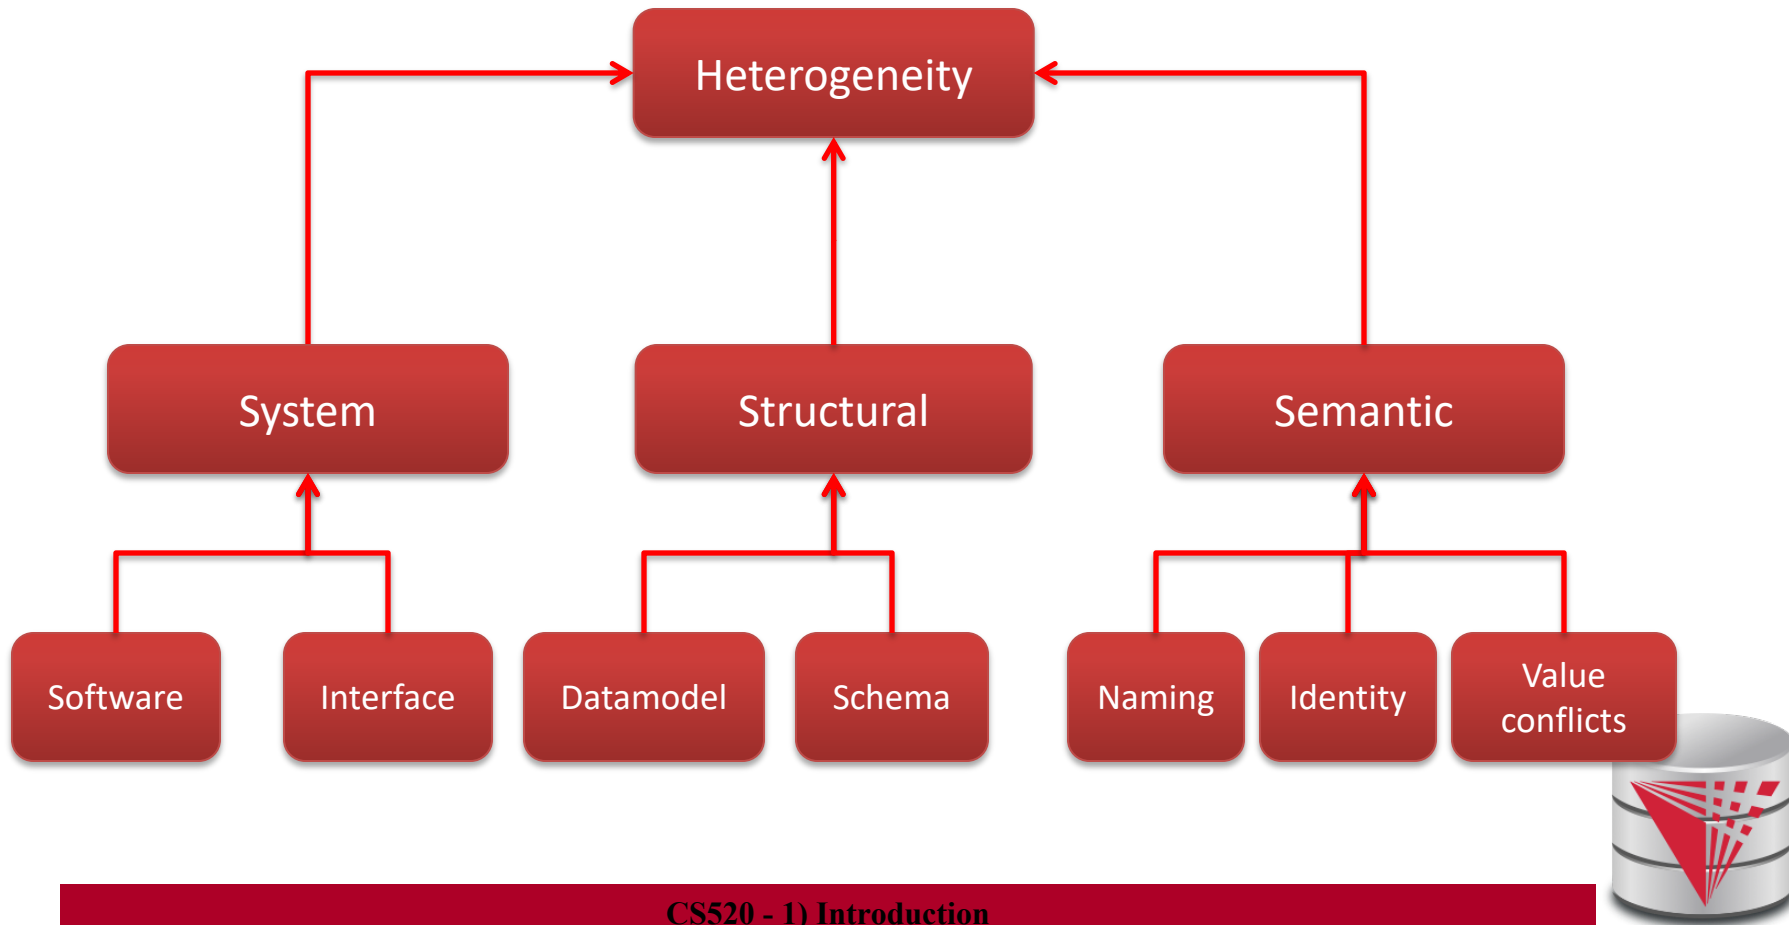 Heterogeneity
System
Structural
Semantic
Software
Interface
Datamodel
Schema
Naming
Identity
Value
conflicts
CS520 - 1) Introduction